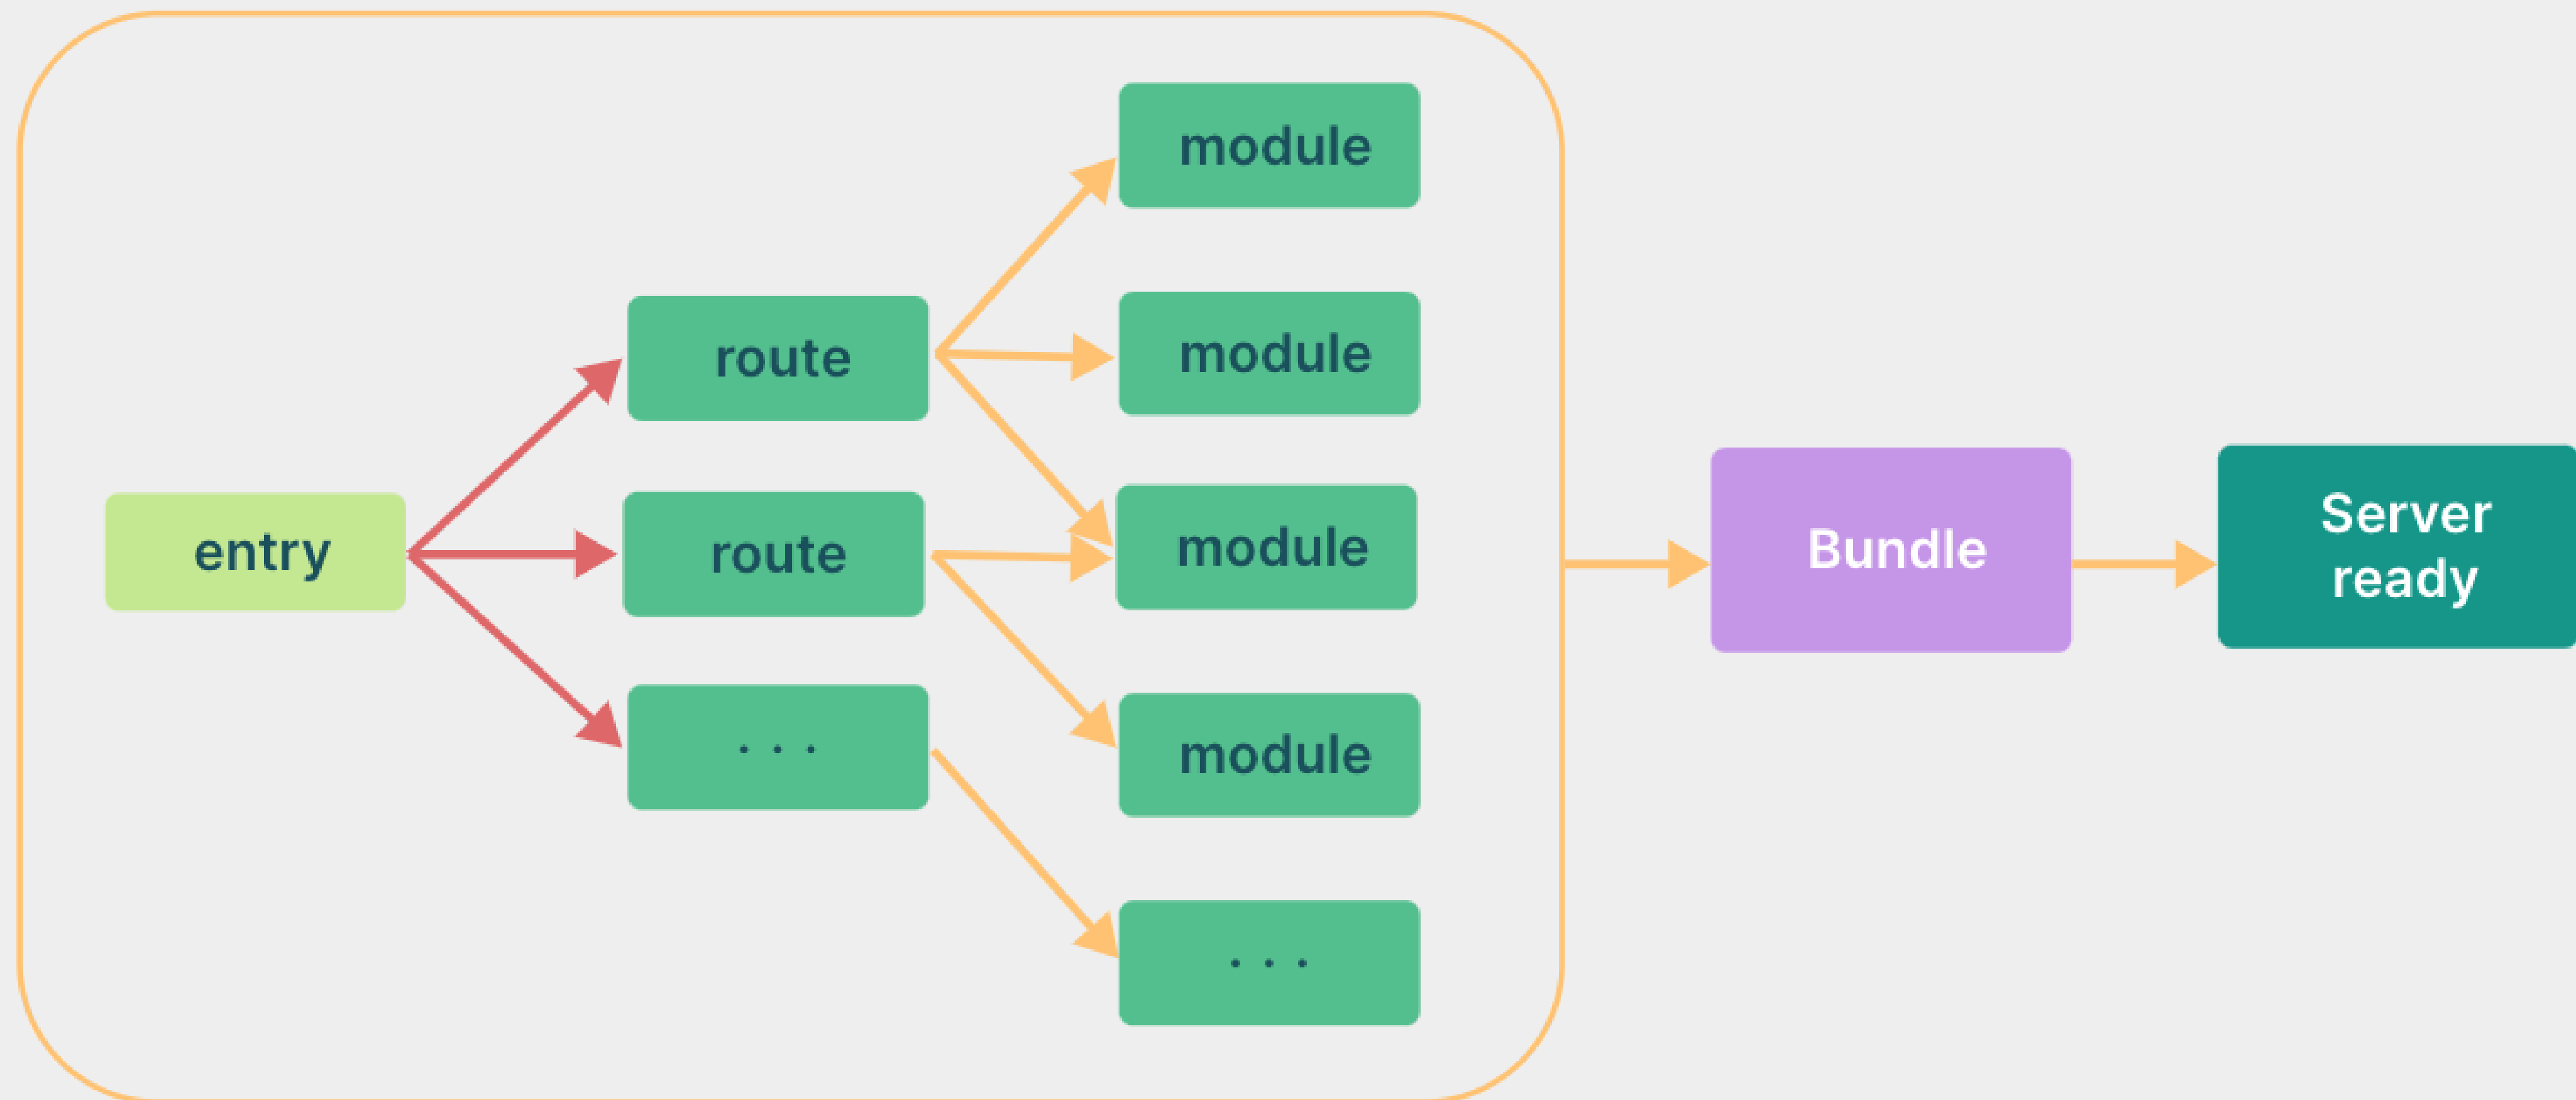 module
route
module
entry
route
module
Bundle
Server
ready
. . .
module
. . .